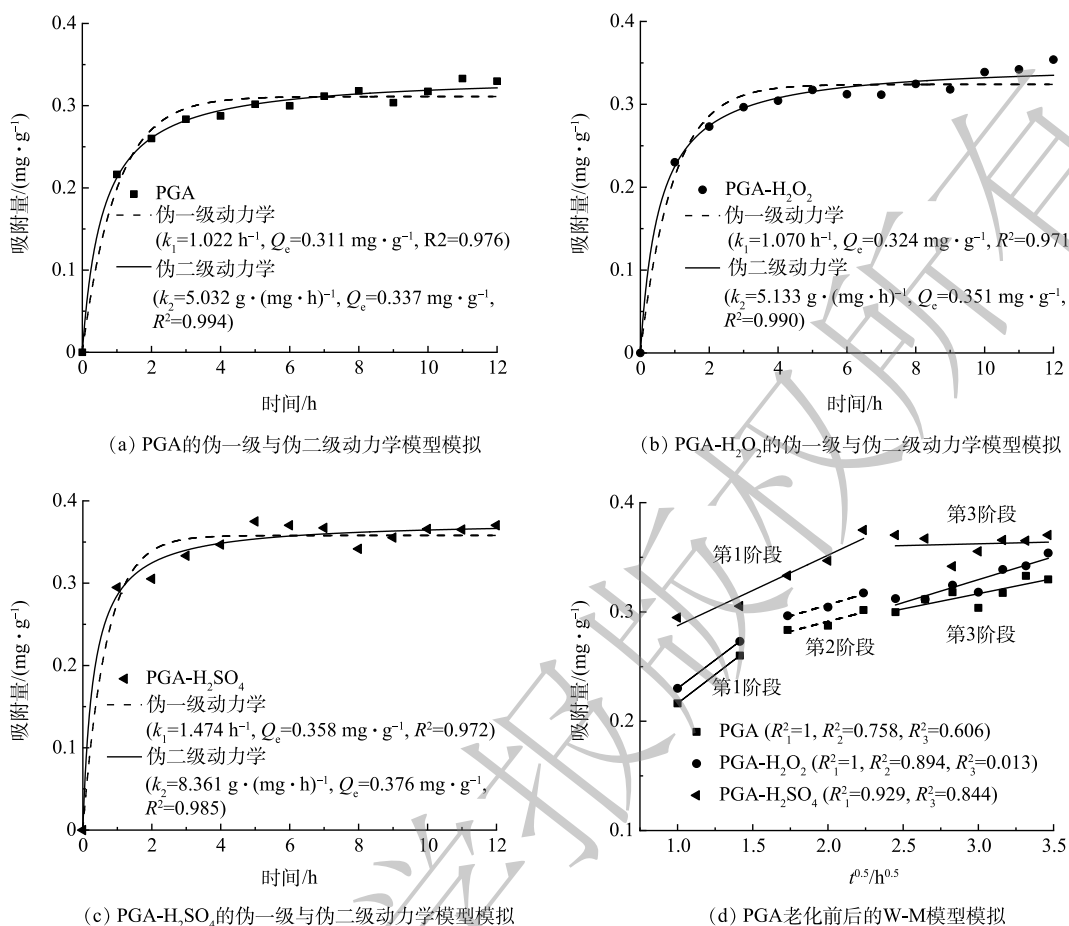 0.4
0.3
0.2
0.1
0
吸附量/(mg·g⁻¹)
PGA
伪一级动力学
(k₁=1.022 h⁻¹, Qₑ=0.311 mg·g⁻¹, R2=0.976)
伪二级动力学
(k₂=5.032 g·(mg·h)⁻¹, Qₑ=0.337 mg·g⁻¹,
R²=0.994)
0 2 4 6 8 10 12
时间/h
(a) PGA的伪一级与伪二级动力学模型模拟
0.4
0.3
0.2
0.1
0
吸附量/(mg·g⁻¹)
PGA-H₂O₂
伪一级动力学
(k₁=1.070 h⁻¹, Qₑ=0.324 mg·g⁻¹, R²=0.971)
伪二级动力学
(k₂=5.133 g·(mg·h)⁻¹, Qₑ=0.351 mg·g⁻¹,
R²=0.990)
0 2 4 6 8 10 12
时间/h
(b) PGA-H₂O₂的伪一级与伪二级动力学模型模拟
0.4
0.3
0.2
0.1
0
吸附量/(mg·g⁻¹)
PGA-H₂SO₄
伪一级动力学
(k₁=1.474 h⁻¹, Qₑ=0.358 mg·g⁻¹, R²=0.972)
伪二级动力学
(k₂=8.361 g·(mg·h)⁻¹, Qₑ=0.376 mg·g⁻¹,
R²=0.985)
0 2 4 6 8 10 12
时间/h
(c) PGA-H₂SO₄的伪一级与伪二级动力学模型模拟
0.4
0.3
0.2
0.1
吸附量/(mg·g⁻¹)
第3阶段
第1阶段
第2阶段
第3阶段
第1阶段
PGA (R²₁=1, R²₂=0.758, R²₃=0.606)
PGA-H₂O₂ (R²₁=1, R²₂=0.894, R²₃=0.013)
PGA-H₂SO₄ (R²₁=0.929, R²₃=0.844)
1.0 1.5 2.0 2.5 3.0 3.5
t⁰·⁵/h⁰·⁵
(d) PGA老化前后的W-M模型模拟
学报版权所有